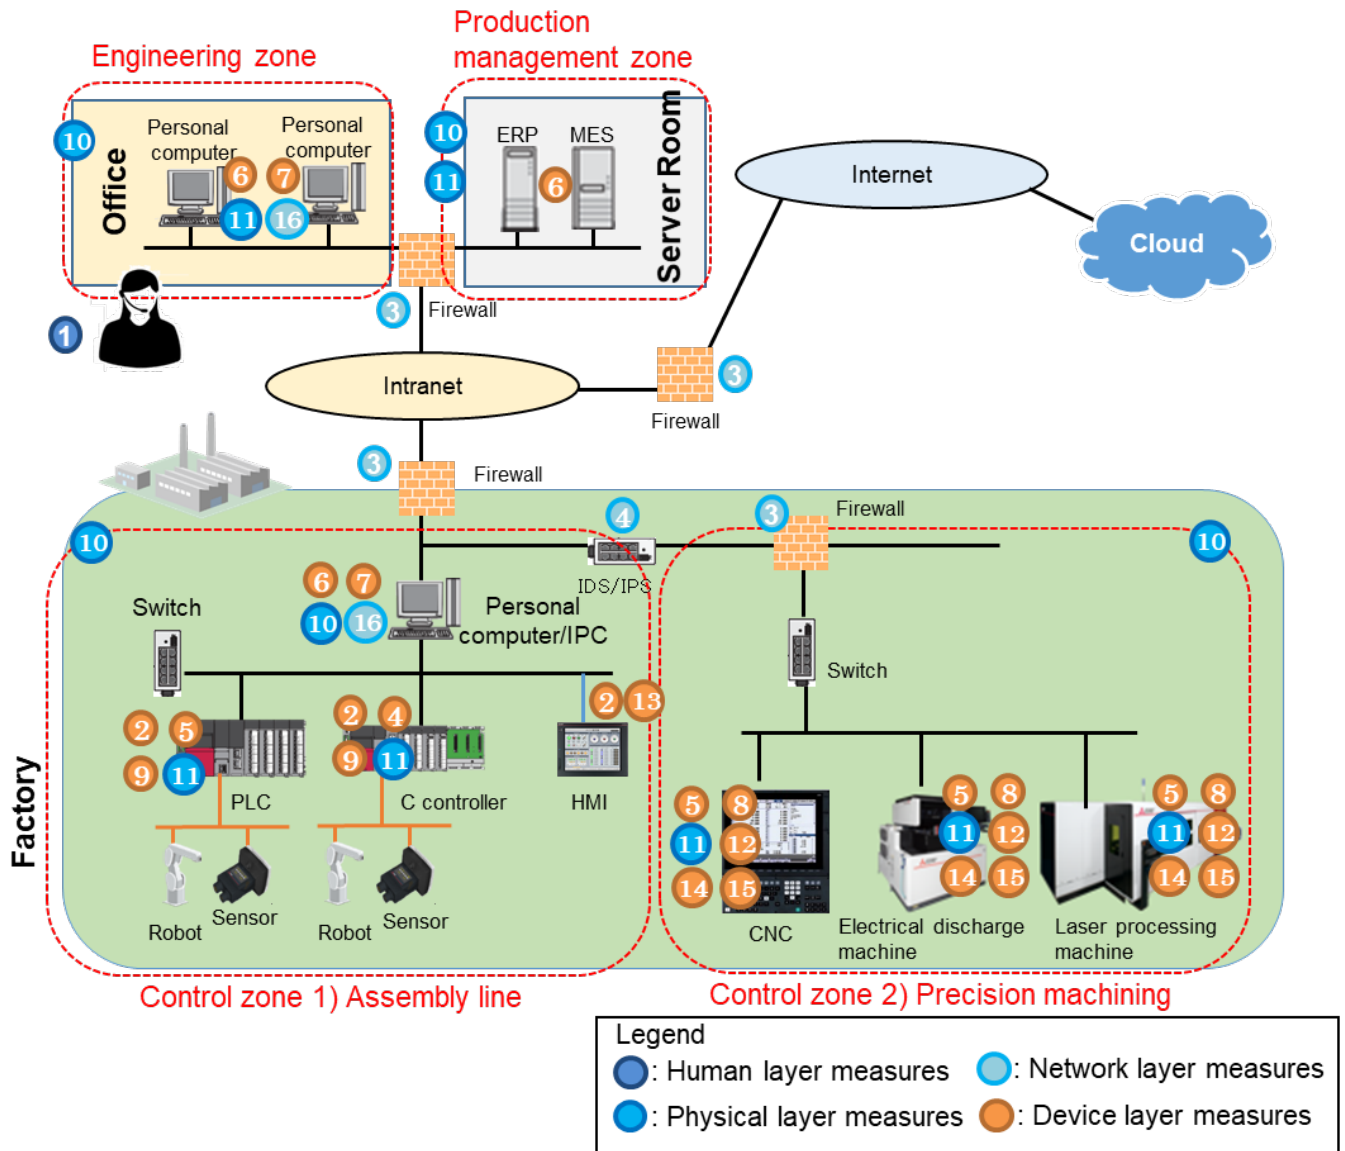 Engineering zone
Production
management zone
10
Office
Personal
computer
Personal
computer
6
7
11
16
10
11
ERP
MES
6
Server Room
Internet
Cloud
1
3
Firewall
Intranet
3
Firewall
3
Firewall
Factory
10
4
IDS/IPS
3
Firewall
10
6
7
10
16
Personal
computer/IPC
Switch
Switch
2
5
9
11
PLC
2
4
9
11
C controller
2
13
HMI
Robot
Sensor
Robot
Sensor
5
8
11
12
14
15
CNC
5
8
11
12
14
15
Electrical discharge
machine
5
8
11
12
14
15
Laser processing
machine
Control zone 1) Assembly line
Control zone 2) Precision machining
Legend
: Human layer measures
: Network layer measures
: Physical layer measures
: Device layer measures